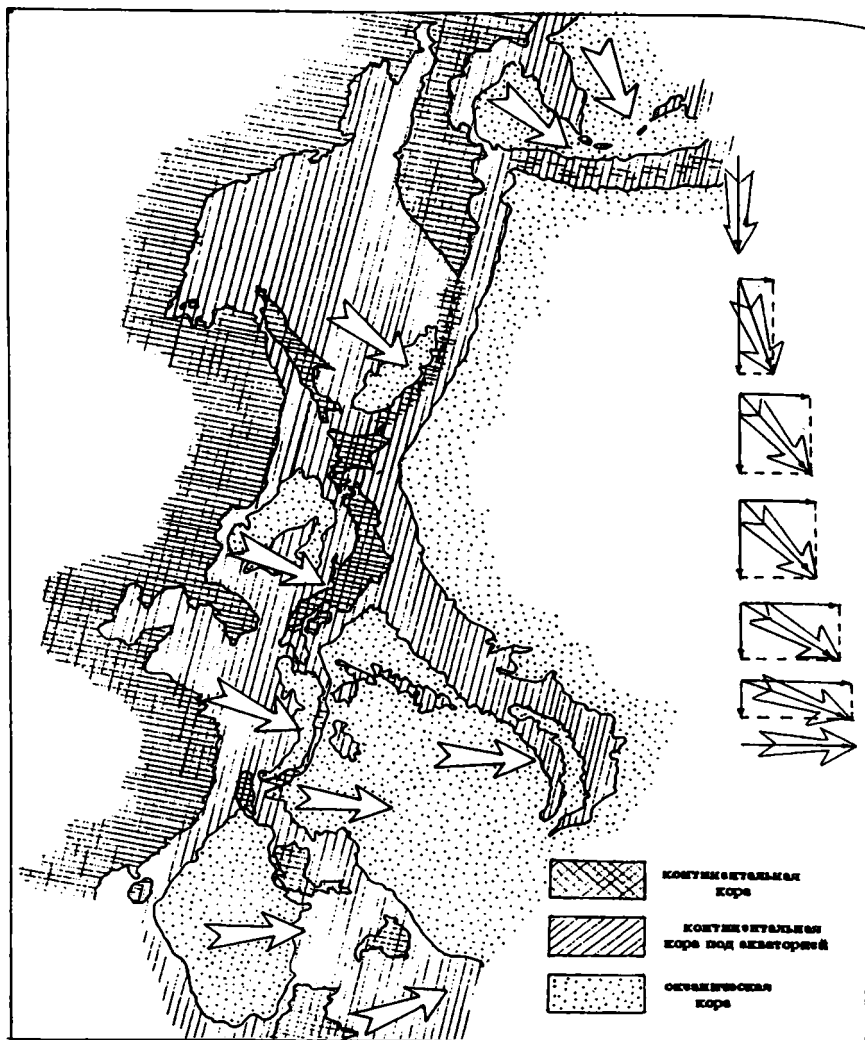 континентальная
кора
континентальная
кора под акваторией
океаническая
кора